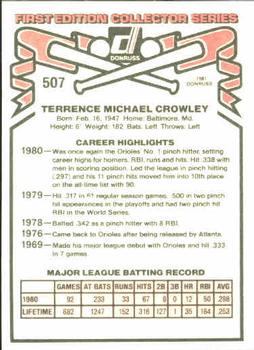 FIRST EDITION COLLECTOR SERIES
DONRUSS
507
1981
DONRUSS
TERRENCE MICHAEL CROWLEY
Born: Feb. 16, 1947 Home: Baltimore, Md.
Height: 6' Weight: 182 Bats: Left Throws: Left
CAREER HIGHLIGHTS
1980— Was once again the Orioles No. 1 pinch hitter, setting
career highs for homers, RBI, runs and hits. Hit .338 with
men in scoring position. Led the league in pinch hitting
(.297) and his 11 pinch hits moved him into 10th place
on the all-time list with 90.
1979— Hit .317 in 61 regular season games. .500 in two pinch
hit appearances in the playoffs and had two pinch hit
RBI in the World Series.
1978— Batted .342 as a pinch hitter with 8 RBI.
1976— Came back to Orioles after being released by Atlanta
1969— Made his major league debut with Orioles and hit .333
in 7 games.
MAJOR LEAGUE BATTING RECORD
GAMES AT BATS RUNS HITS 2B 3B HR RBI AVG
1980 92 233 33 67 8 0 12 50 .288
LIFETIME 682 1247 152 316 1 35 184 .253